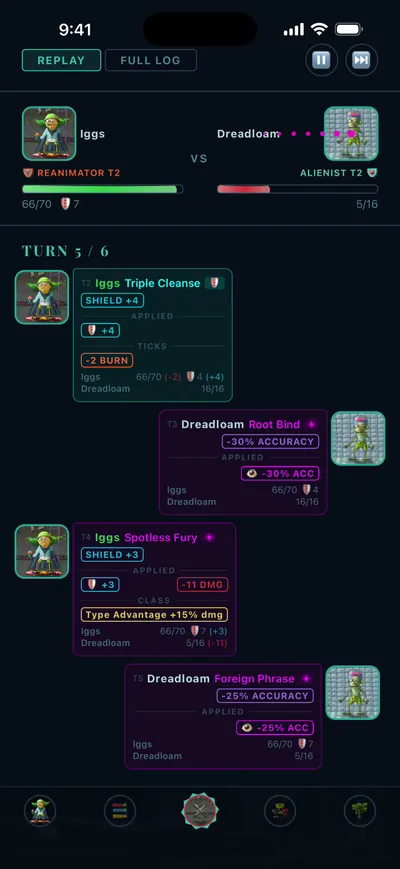 9:41
REPLAY
FULL LOG
Iggs
VS
Dreadloam
REANIMATOR T2
ALIENIST T2
66/70 7
5/16
TURN 5 / 6
T2 Iggs Triple Cleanse
SHIELD +4
APPLIED
+4
TICKS
-2 BURN
Iggs 66/70 (-2) 4 (+4)
Dreadloam 16/16
T3 Dreadloam Root Bind
-30% ACCURACY
APPLIED
-30% ACC
Iggs 66/70 4
Dreadloam 16/16
T4 Iggs Spotless Fury
SHIELD +3
APPLIED
+3 -11 DMG
CLASS
Type Advantage +15% dmg
Iggs 66/70 7 (+3)
Dreadloam 5/16 (-11)
T5 Dreadloam Foreign Phrase
-25% ACCURACY
APPLIED
-25% ACC
Iggs 66/70 7
Dreadloam 5/16